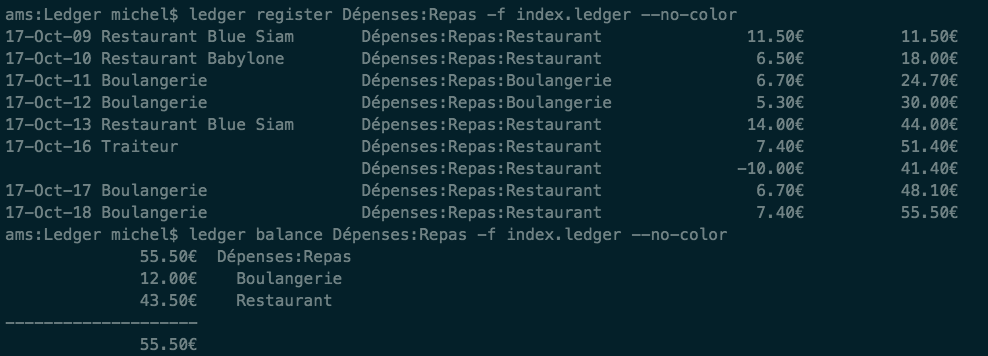 ams:Ledger michel$ ledger register Dépenses:Repas -f index.ledger --no-color
17-Oct-09 Restaurant Blue Siam       Dépenses:Repas:Restaurant               11.50€          11.50€
17-Oct-10 Restaurant Babylone        Dépenses:Repas:Restaurant                6.50€          18.00€
17-Oct-11 Boulangerie                Dépenses:Repas:Boulangerie               6.70€          24.70€
17-Oct-12 Boulangerie                Dépenses:Repas:Boulangerie               5.30€          30.00€
17-Oct-13 Restaurant Blue Siam       Dépenses:Repas:Restaurant               14.00€          44.00€
17-Oct-16 Traiteur                   Dépenses:Repas:Restaurant                7.40€          51.40€
                                     Dépenses:Repas:Restaurant              -10.00€          41.40€
17-Oct-17 Boulangerie                Dépenses:Repas:Restaurant                6.70€          48.10€
17-Oct-18 Boulangerie                Dépenses:Repas:Restaurant                7.40€          55.50€
ams:Ledger michel$ ledger balance Dépenses:Repas -f index.ledger --no-color
              55.50€  Dépenses:Repas
              12.00€    Boulangerie
              43.50€    Restaurant
--------------------
              55.50€